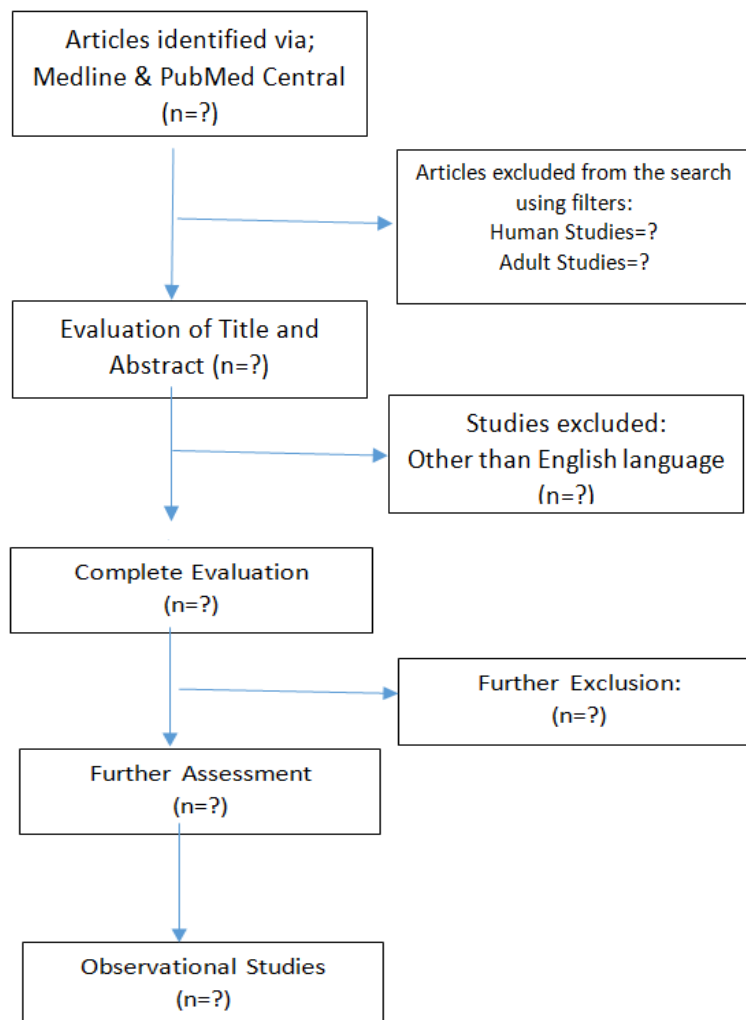 Articles identified via;
Medline & PubMed Central
(n=?)
Articles excluded from the search
using filters:
Human Studies=?
Adult Studies=?
Evaluation of Title and
Abstract (n=?)
Studies excluded:
Other than English language
(n=?)
Complete Evaluation
(n=?)
Further Exclusion:
(n=?)
Further Assessment
(n=?)
Observational Studies
(n=?)